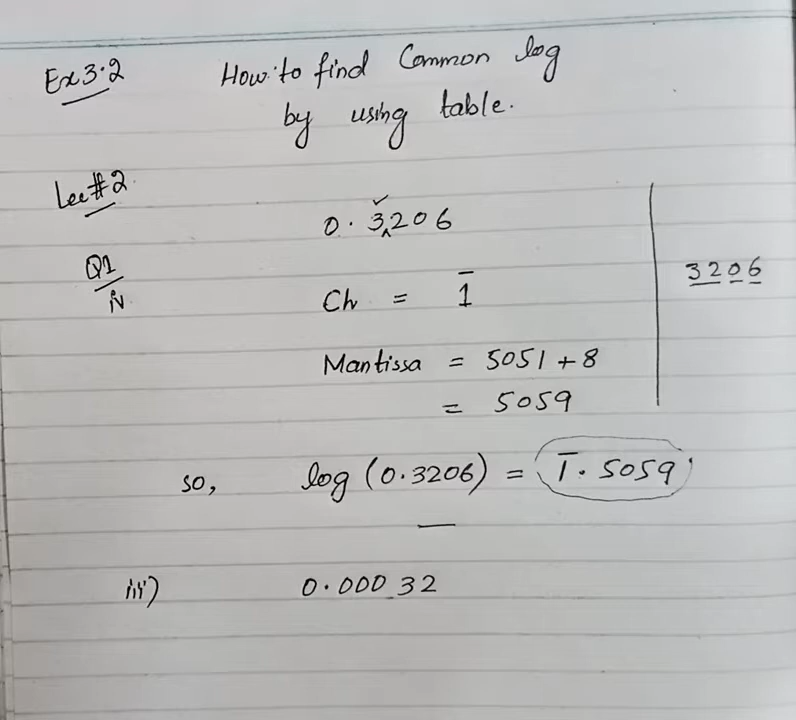 Ex 3.2 How to find Common log
by using table.
Lec#2
0.3206
Q1
iv
3206
Ch = 1̄
Mantissa = 5051 + 8
= 5059
so, log (0.3206) = 1̄.5059
iii) 0.00032